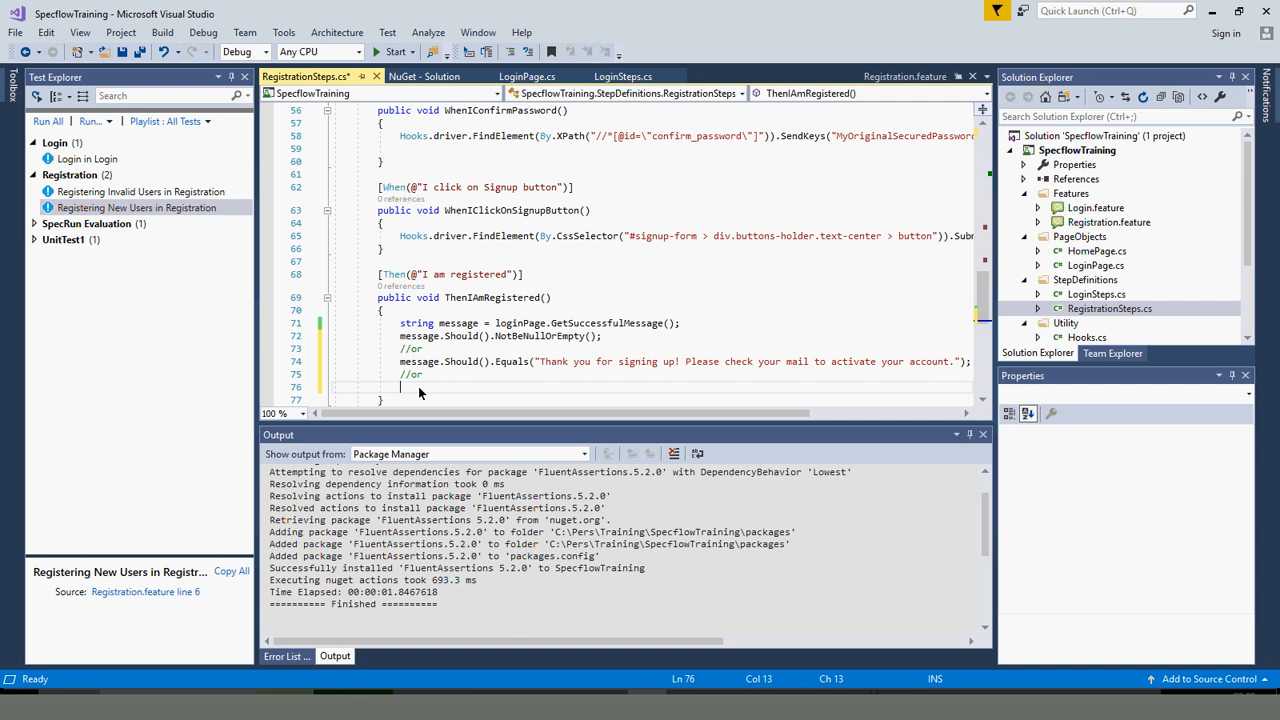 SpecflowTraining - Microsoft Visual Studio
Quick Launch (Ctrl+Q)
File Edit View Project Build Debug Team Tools Architecture Test Analyze Window Help
Sign in
Debug Any CPU Start
Toolbox
Test Explorer
Search
Run All Run... Playlist : All Tests
Login (1)
Login in Login
Registration (2)
Registering Invalid Users in Registration
Registering New Users in Registration
SpecRun Evaluation (1)
UnitTest1 (1)
Registering New Users in Registr... Copy All
Source: Registration.feature line 6
RegistrationSteps.cs* NuGet - Solution LoginPage.cs LoginSteps.cs Registration.feature
SpecflowTraining SpecflowTraining.StepDefinitions.RegistrationSteps ThenIAmRegistered()
56 public void WhenIConfirmPassword()
57 {
58 Hooks.driver.FindElement(By.XPath("//*[@id=\"confirm_password\"]")).SendKeys("MyOriginalSecuredPassword
59
60 }
61
62 [When(@"I click on Signup button")]
0 references
63 public void WhenIClickOnSignupButton()
64 {
65 Hooks.driver.FindElement(By.CssSelector("#signup-form > div.buttons-holder.text-center > button")).Subm
66 }
67
68 [Then(@"I am registered")]
0 references
69 public void ThenIAmRegistered()
70 {
71 string message = loginPage.GetSuccessfulMessage();
72 message.Should().NotBeNullOrEmpty();
73 //or
74 message.Should().Equals("Thank you for signing up! Please check your mail to activate your account.");
75 //or
76
77 }
100 %
Output
Show output from: Package Manager
Attempting to resolve dependencies for package 'FluentAssertions.5.2.0' with DependencyBehavior 'Lowest'
Resolving dependency information took 0 ms
Resolving actions to install package 'FluentAssertions.5.2.0'
Resolved actions to install package 'FluentAssertions.5.2.0'
Retrieving package 'FluentAssertions 5.2.0' from 'nuget.org'.
Adding package 'FluentAssertions.5.2.0' to folder 'C:\Pers\Training\SpecflowTraining\packages'
Added package 'FluentAssertions.5.2.0' to folder 'C:\Pers\Training\SpecflowTraining\packages'
Added package 'FluentAssertions.5.2.0' to 'packages.config'
Successfully installed 'FluentAssertions 5.2.0' to SpecflowTraining
Executing nuget actions took 693.3 ms
Time Elapsed: 00:00:01.8467618
========== Finished ==========
Error List ... Output
Solution Explorer
Search Solution Explorer (Ctrl+;)
Solution 'SpecflowTraining' (1 project)
SpecflowTraining
Properties
References
Features
Login.feature
Registration.feature
PageObjects
HomePage.cs
LoginPage.cs
StepDefinitions
LoginSteps.cs
RegistrationSteps.cs
Utility
Hooks.cs
Solution Explorer Team Explorer
Properties
Notifications
Ready Ln 76 Col 13 Ch 13 INS Add to Source Control